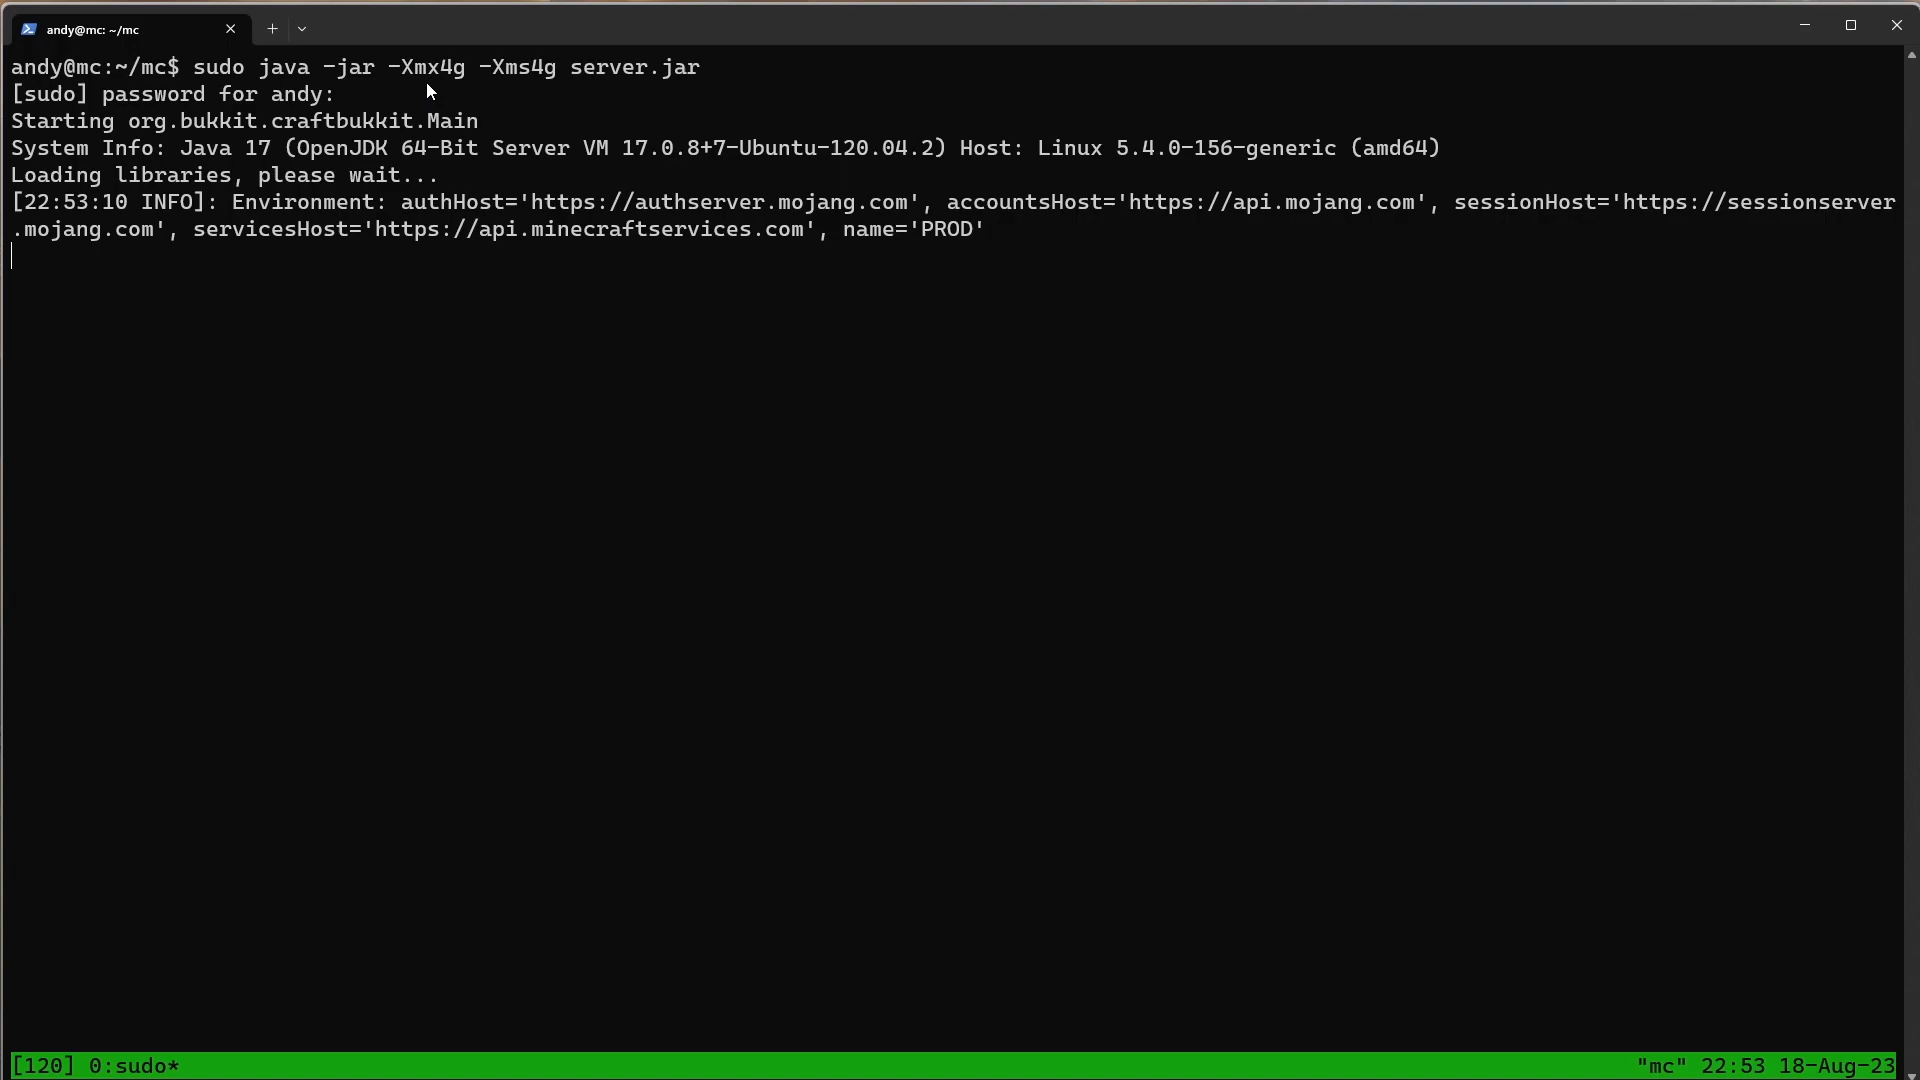 andy@mc: ~/mc
andy@mc:~/mc$ sudo java -jar -Xmx4g -Xms4g server.jar
[sudo] password for andy:
Starting org.bukkit.craftbukkit.Main
System Info: Java 17 (OpenJDK 64-Bit Server VM 17.0.8+7-Ubuntu-120.04.2) Host: Linux 5.4.0-156-generic (amd64)
Loading libraries, please wait...
[22:53:10 INFO]: Environment: authHost='https://authserver.mojang.com', accountsHost='https://api.mojang.com', sessionHost='https://sessionserver
.mojang.com', servicesHost='https://api.minecraftservices.com', name='PROD'
[120] 0:sudo* "mc" 22:53 18-Aug-23